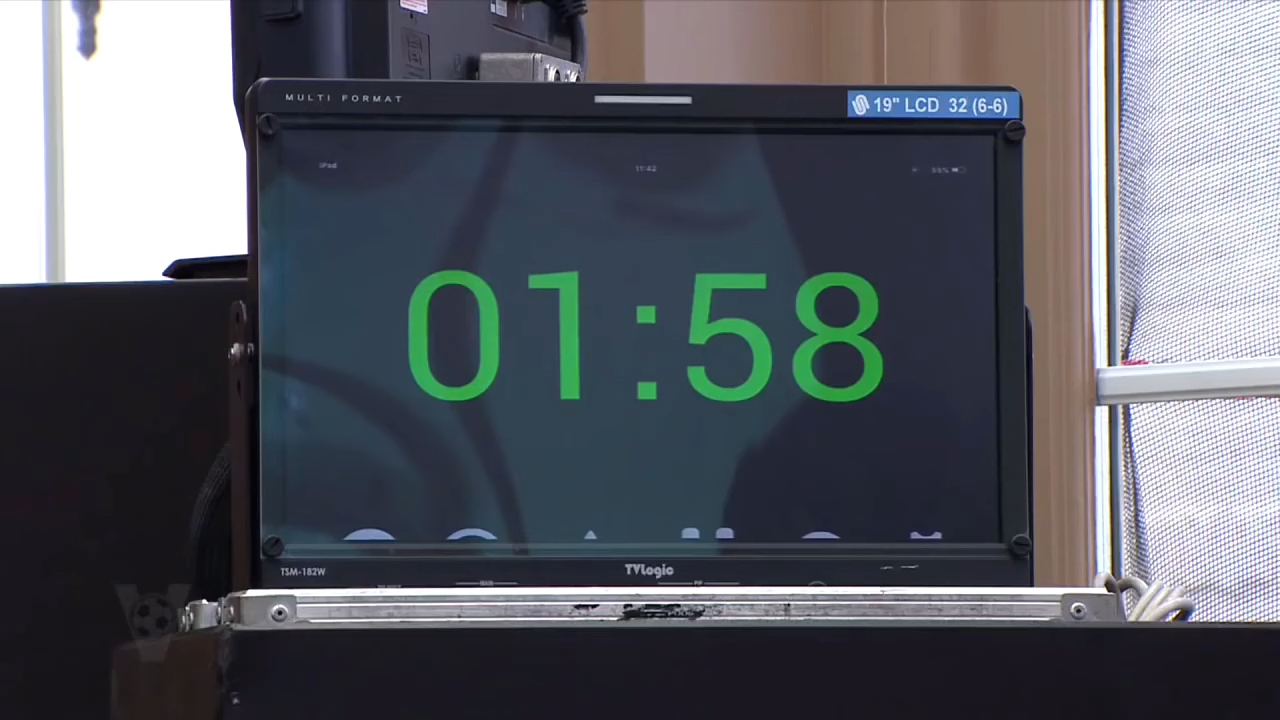 MULTI FORMAT
19" LCD 32 (6-6)
iPad
11:42
01:58
TSM-182W
TVLogic